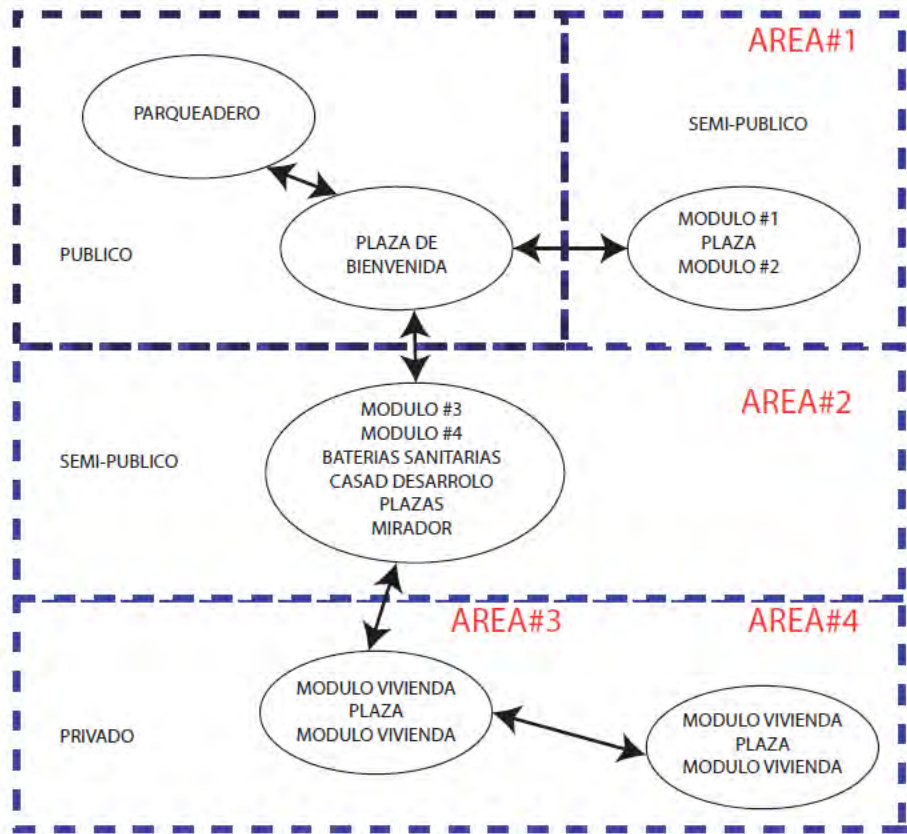 AREA#1
PARQUEADERO
SEMI-PUBLICO
PUBLICO
PLAZA DE
BIENVENIDA
MODULO #1
PLAZA
MODULO #2
AREA#2
SEMI-PUBLICO
MODULO #3
MODULO #4
BATERIAS SANITARIAS
CASAD DESARROLO
PLAZAS
MIRADOR
AREA#3
AREA#4
PRIVADO
MODULO VIVIENDA
PLAZA
MODULO VIVIENDA
MODULO VIVIENDA
PLAZA
MODULO VIVIENDA